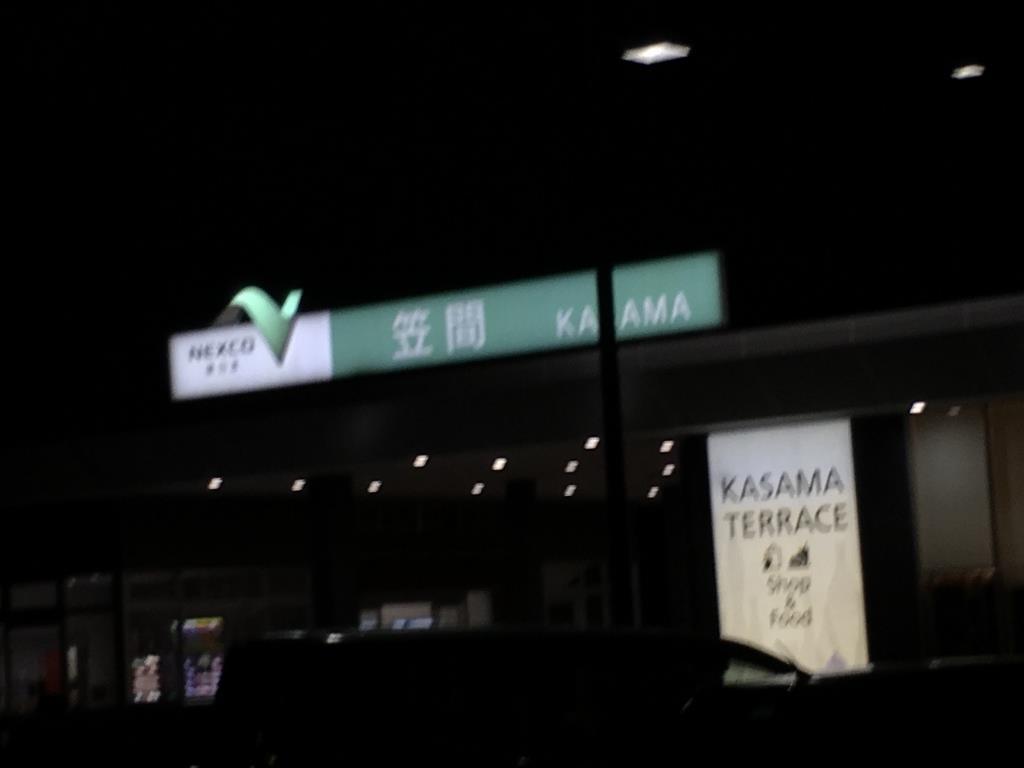 NEXCO
笠間 KASAMA
KASAMA
TERRACE
Shop
&
Food